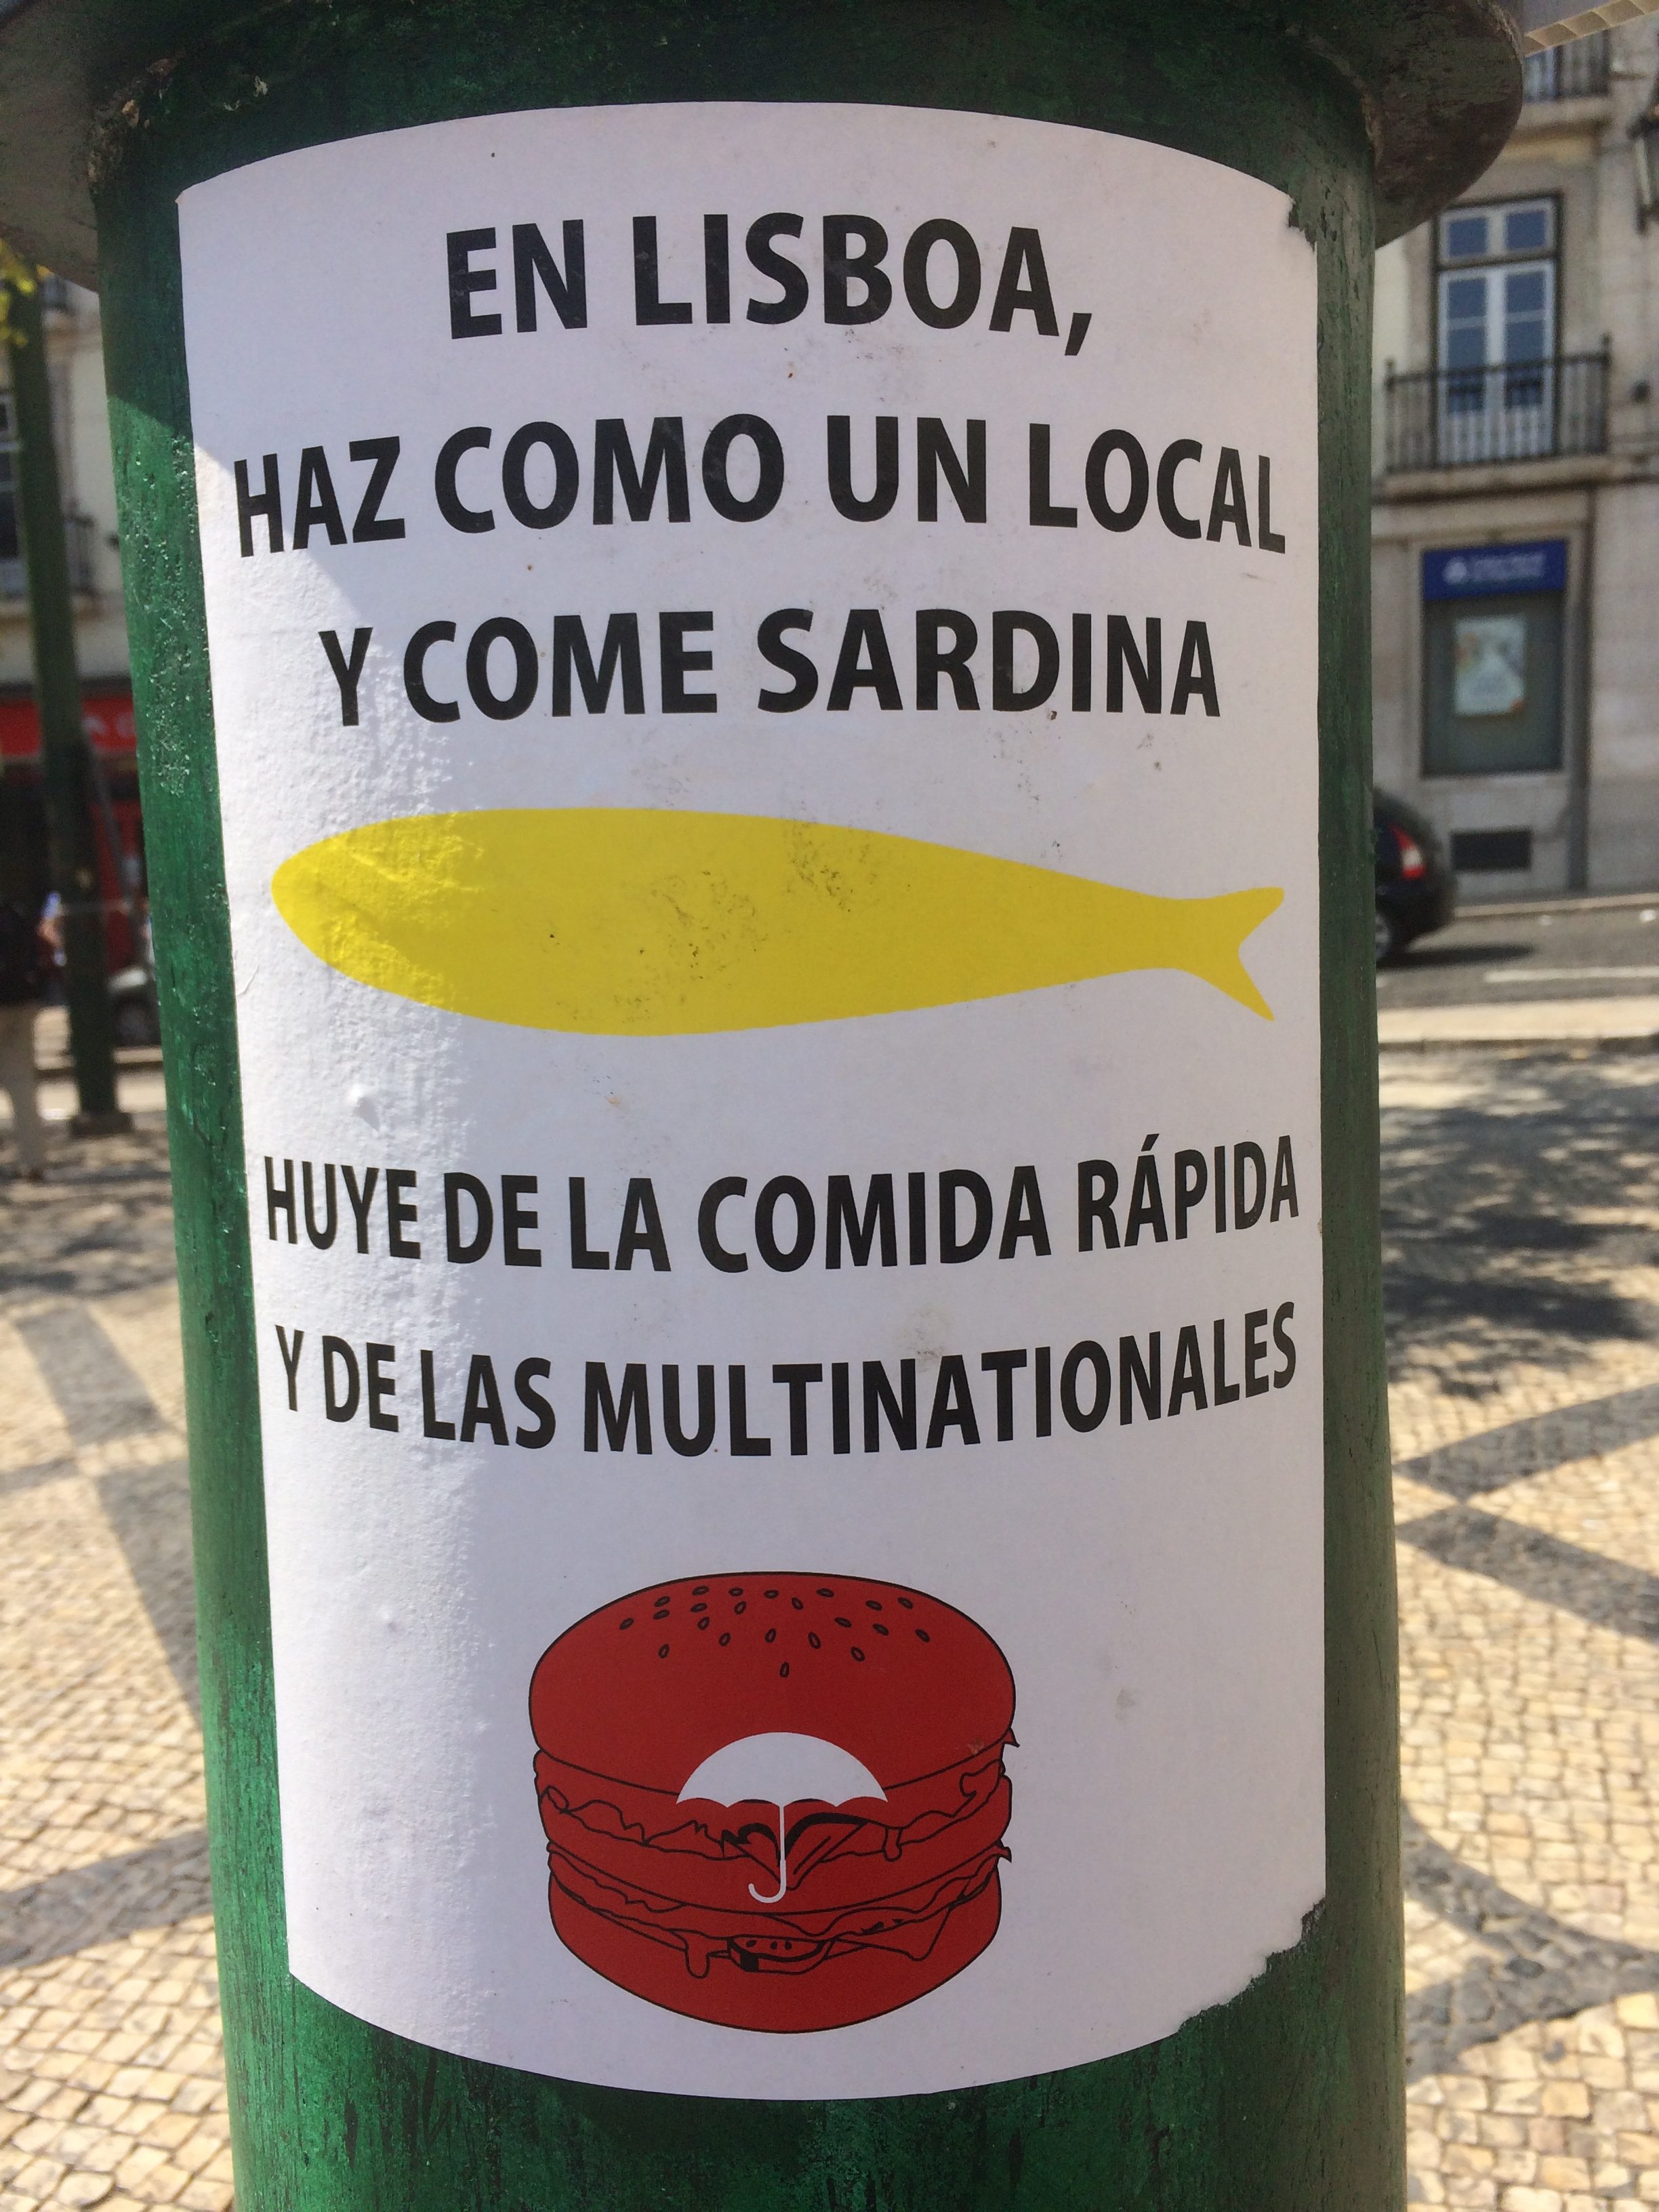 EN LISBOA,
HAZ COMO UN LOCAL
Y COME SARDINA
HUYE DE LA COMIDA RÁPIDA
Y DE LAS MULTINATIONALES